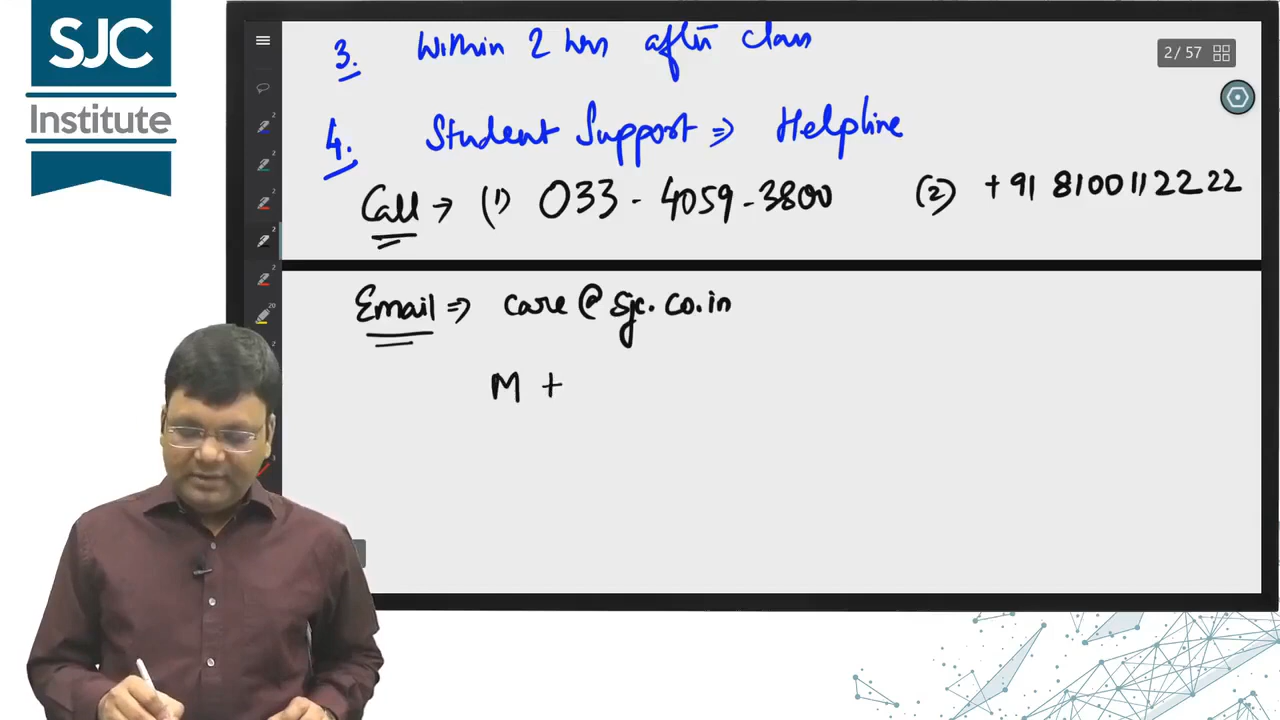 SJC
Institute
2 / 57
3. Within 2 hrs after class
4. Student Support ⇒ Helpline
Call → (1) 033 - 4059 - 3800 (2) + 91 8100112222
Email ⇒ care@sjc.co.in
M +